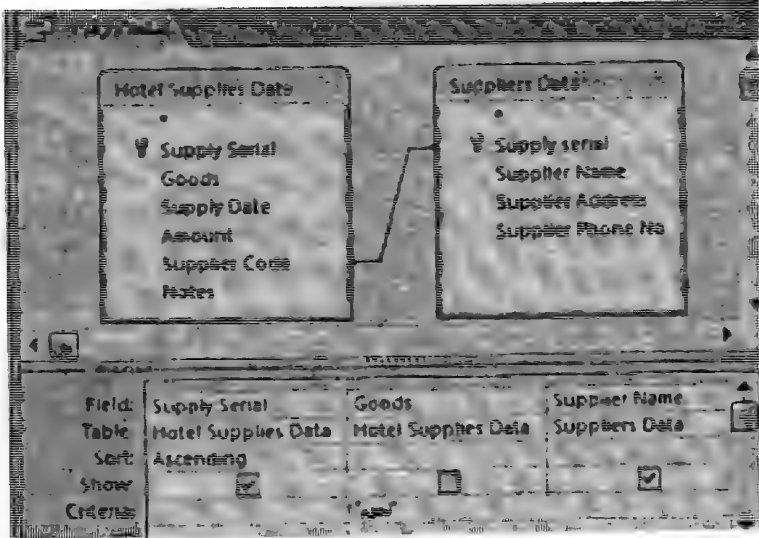 Hotel Supplies Data
Supply Serial
Goods
Supply Date
Amount
Supplier Code
Notes
Suppliers Data
Supply serial
Supplier Name
Supplier Address
Supplier Phone No
Field: Supply Serial Goods Supplier Name
Table: Hotel Supplies Data Hotel Supplies Data Suppliers Data
Sort: Ascending
Show:
Criteria: